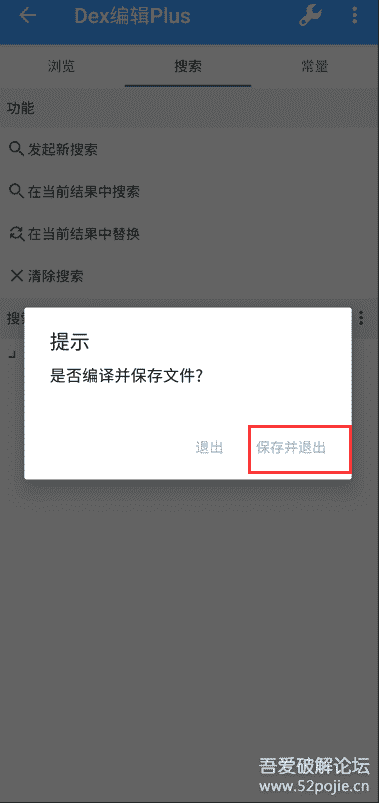 Dex编辑Plus
浏览
搜索
常量
功能
发起新搜索
在当前结果中搜索
在当前结果中替换
清除搜索
搜
提示
是否编译并保存文件?
退出
保存并退出
吾爱破解论坛
www.52pojie.cn